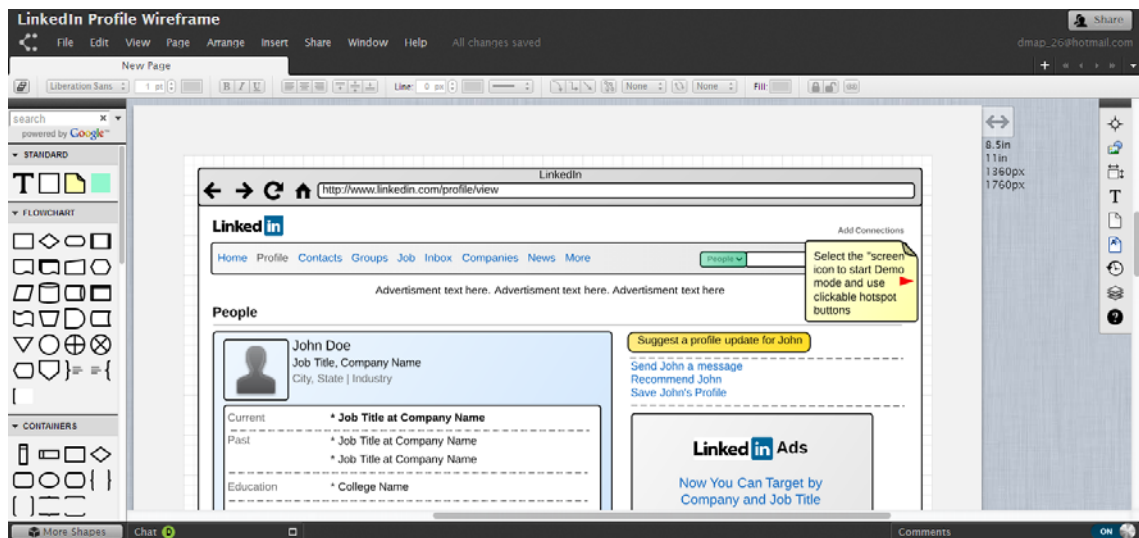 LinkedIn Profile Wireframe
Share
File Edit View Page Arrange Insert Share Window Help All changes saved
dmap_26@hotmail.com
New Page
Liberation Sans 1 pt B I U Line: 0 px None None Fill:
search
powered by Google™
STANDARD
T
FLOWCHART
CONTAINERS
More Shapes
8.5in
11in
1360px
1760px
T
LinkedIn
http://www.linkedin.com/profile/view
Linked in
Add Connections
Home Profile Contacts Groups Job Inbox Companies News More
People
Select the "screen"
icon to start Demo
mode and use
clickable hotspot
buttons
Advertisment text here. Advertisment text here. Advertisment text here
People
John Doe
Job Title, Company Name
City, State | Industry
Current * Job Title at Company Name
Past * Job Title at Company Name
* Job Title at Company Name
Education * College Name
Suggest a profile update for John
Send John a message
Recommend John
Save John's Profile
Linked in Ads
Now You Can Target by
Company and Job Title
Chat D
Comments
ON